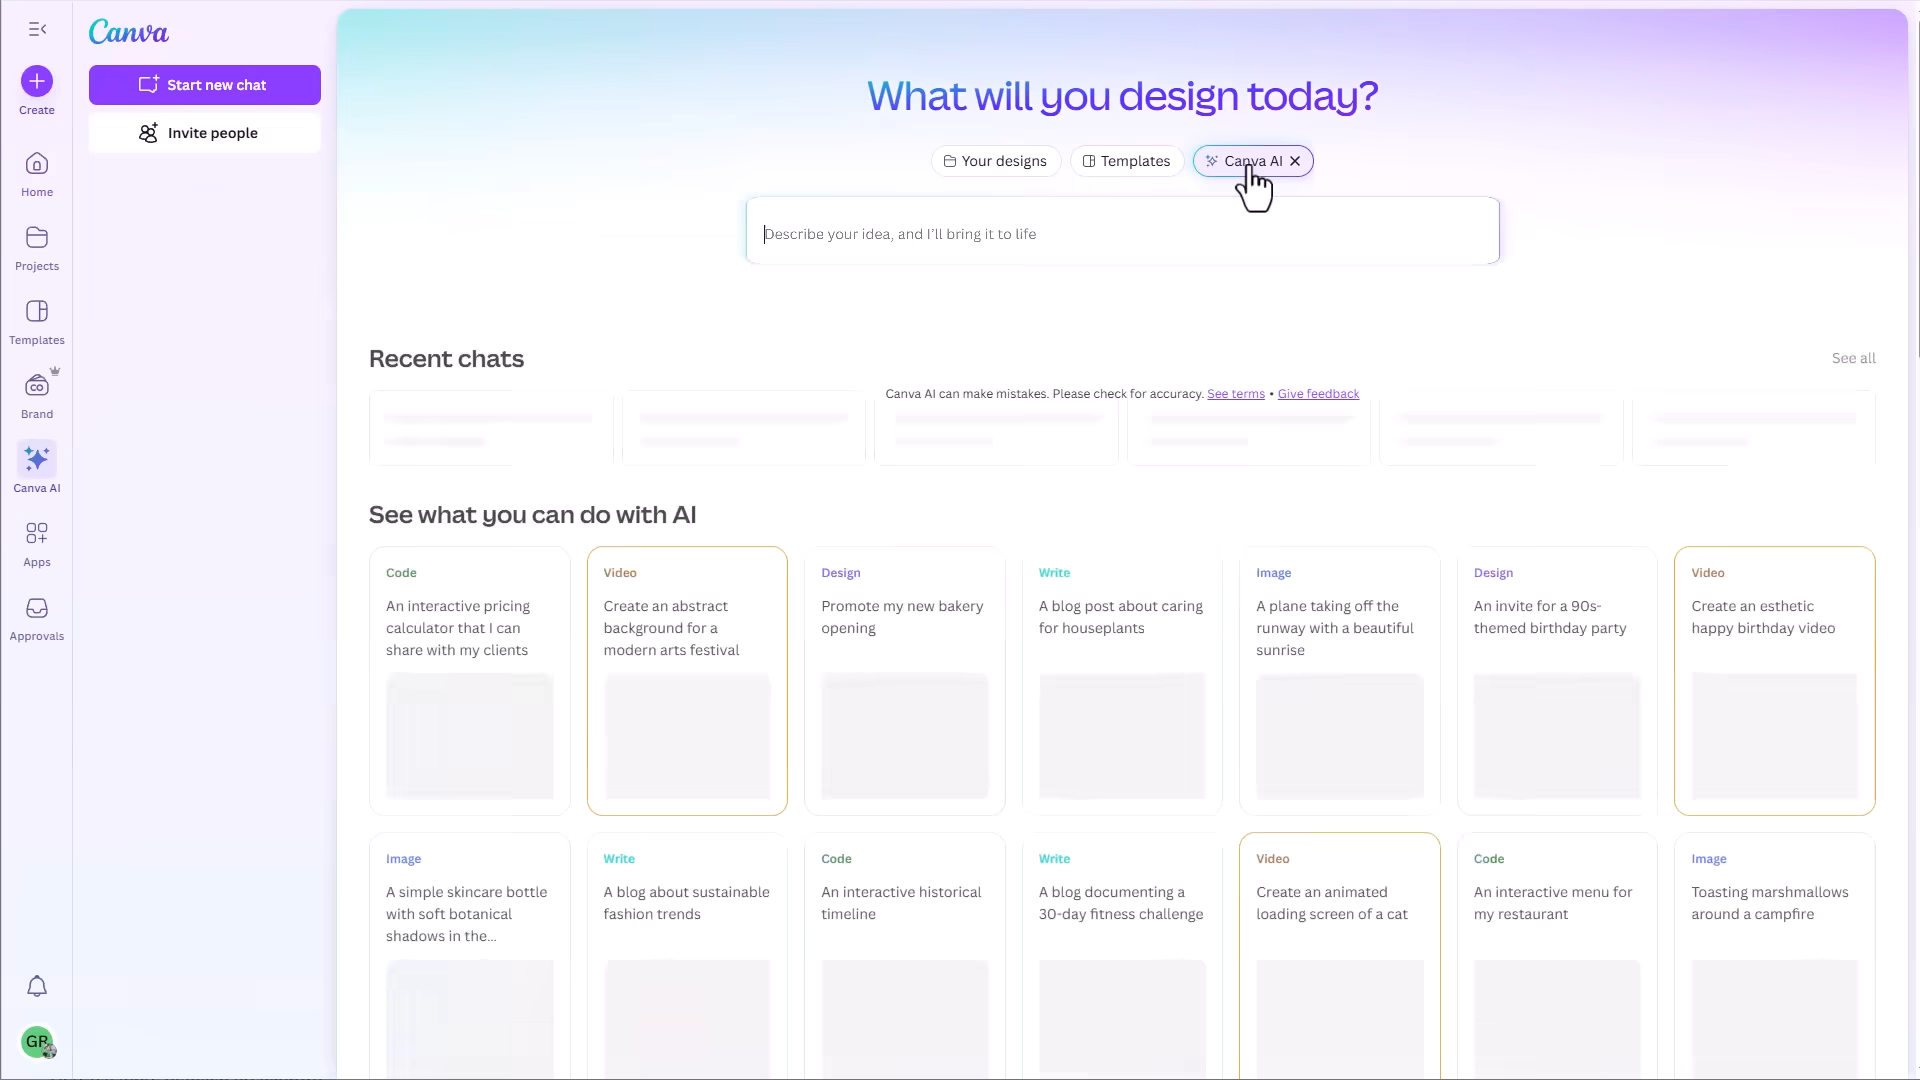 Canva
Start new chat
Invite people
Create
Home
Projects
Templates
Brand
Canva AI
Apps
Approvals
GR
What will you design today?
Your designs
Templates
Canva AI
Describe your idea, and I’ll bring it to life
Recent chats
See all
Canva AI can make mistakes. Please check for accuracy. See terms • Give feedback
See what you can do with AI
Code
An interactive pricing
calculator that I can
share with my clients
Video
Create an abstract
background for a
modern arts festival
Design
Promote my new bakery
opening
Write
A blog post about caring
for houseplants
Image
A plane taking off the
runway with a beautiful
sunrise
Design
An invite for a 90s-
themed birthday party
Video
Create an esthetic
happy birthday video
Image
A simple skincare bottle
with soft botanical
shadows in the...
Write
A blog about sustainable
fashion trends
Code
An interactive historical
timeline
Write
A blog documenting a
30-day fitness challenge
Video
Create an animated
loading screen of a cat
Code
An interactive menu for
my restaurant
Image
Toasting marshmallows
around a campfire